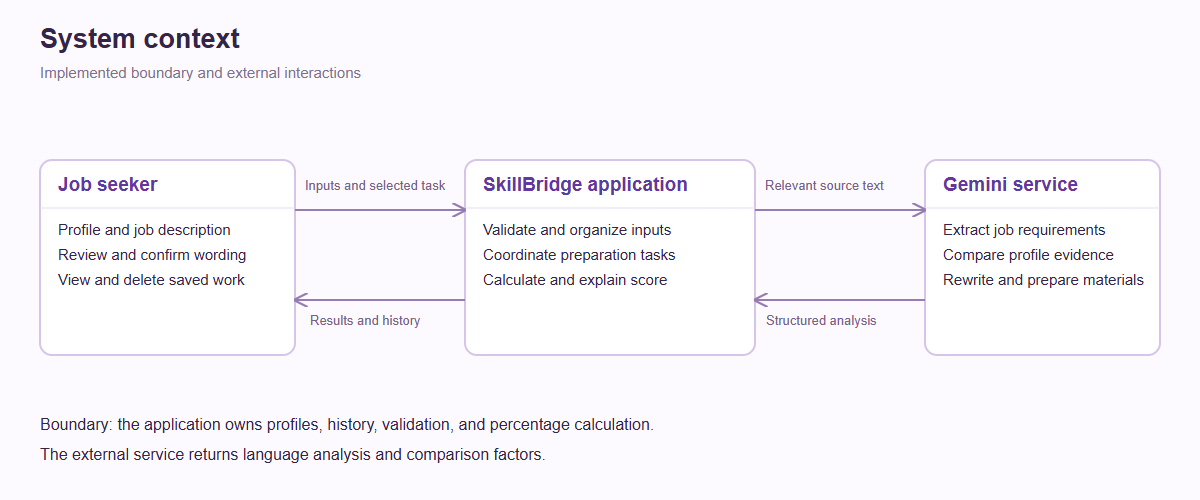 System context
Implemented boundary and external interactions
Job seeker
Profile and job description
Review and confirm wording
View and delete saved work
Inputs and selected task
Results and history
SkillBridge application
Validate and organize inputs
Coordinate preparation tasks
Calculate and explain score
Relevant source text
Structured analysis
Gemini service
Extract job requirements
Compare profile evidence
Rewrite and prepare materials
Boundary: the application owns profiles, history, validation, and percentage calculation.
The external service returns language analysis and comparison factors.